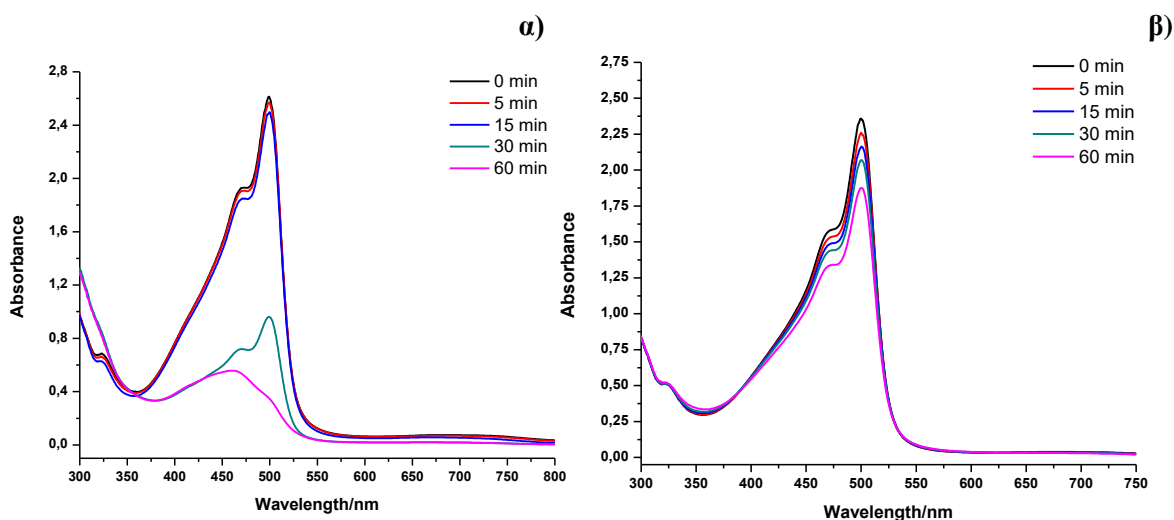 α)
2,8
2,4
2,0
1,6
1,2
0,8
0,4
0,0
300 350 400 450 500 550 600 650 700 750 800
Absorbance
Wavelength/nm
0 min
5 min
15 min
30 min
60 min
β)
2,75
2,50
2,25
2,00
1,75
1,50
1,25
1,00
0,75
0,50
0,25
0,00
300 350 400 450 500 550 600 650 700 750
Absorbance
Wavelength/nm
0 min
5 min
15 min
30 min
60 min